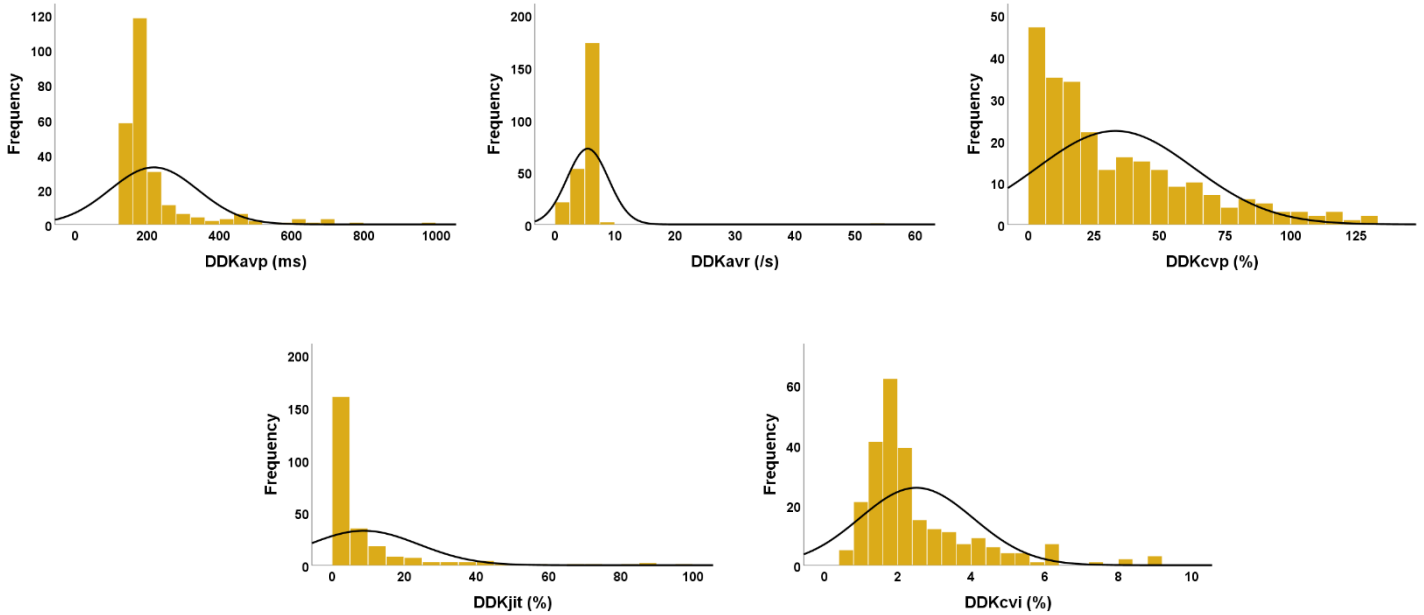 Frequency
120
100
80
60
40
20
0
0 200 400 600 800 1000
DDKavp (ms)
Frequency
200
150
100
50
0
0 10 20 30 40 50 60
DDKavr (/s)
Frequency
50
40
30
20
10
0
0 25 50 75 100 125
DDKcvp (%)
Frequency
200
150
100
50
0
0 20 40 60 80 100
DDKjit (%)
Frequency
60
40
20
0
0 2 4 6 8 10
DDKcvi (%)